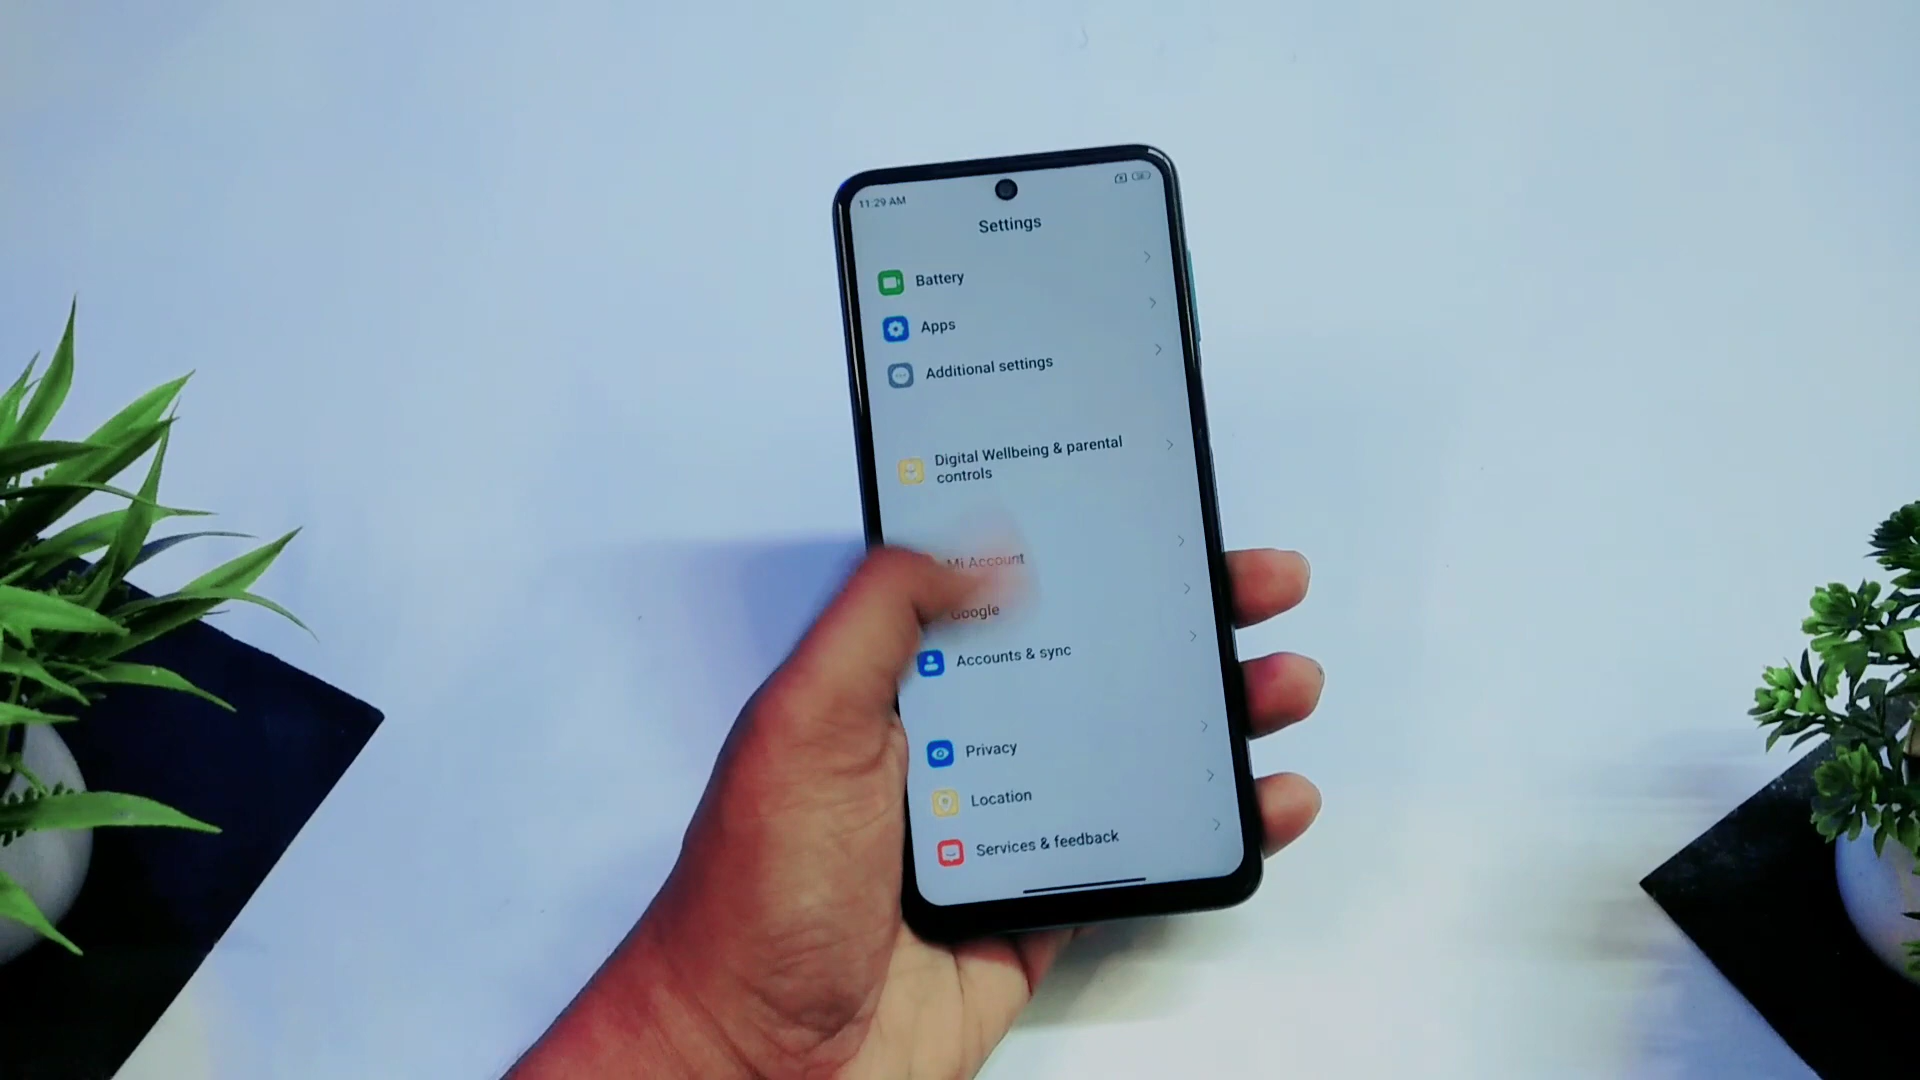 11:29 AM
Settings
Battery
Apps
Additional settings
Digital Wellbeing & parental
controls
Mi Account
Google
Accounts & sync
Privacy
Location
Services & feedback